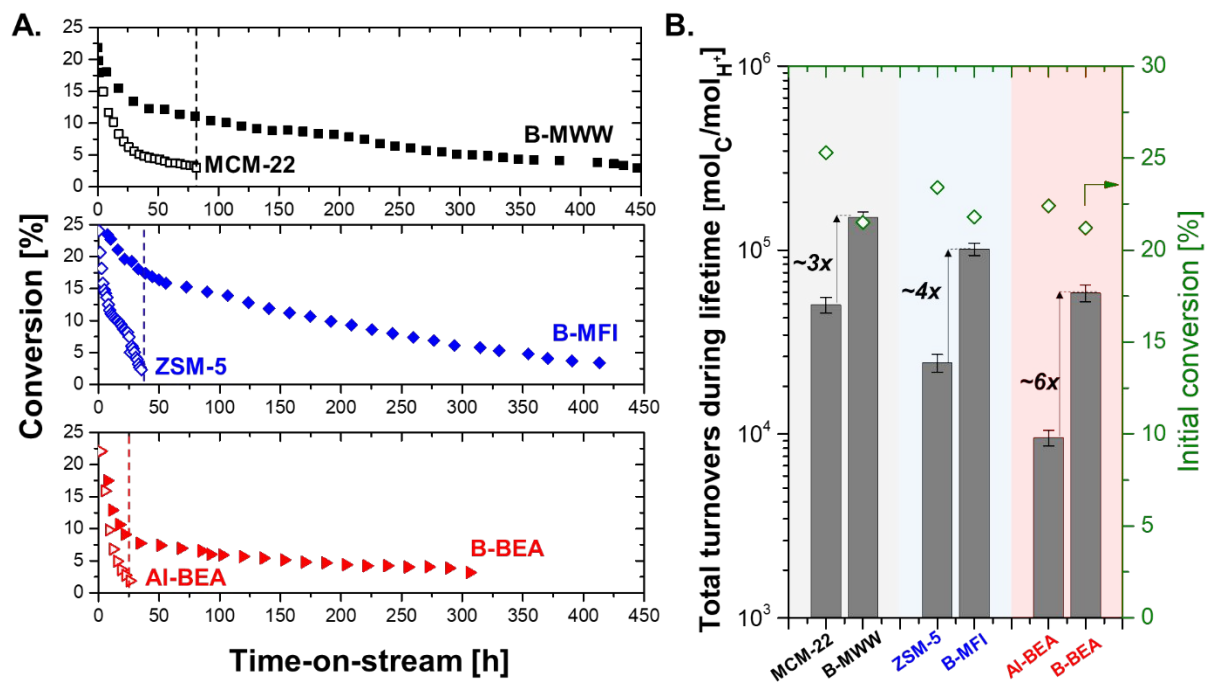 A.
25
20
15
10
5
0
B-MWW
MCM-22
0 50 100 150 200 250 300 350 400 450
Conversion [%]
25
20
15
10
5
0
B-MFI
ZSM-5
0 50 100 150 200 250 300 350 400 450
25
20
15
10
5
0
B-BEA
Al-BEA
0 50 100 150 200 250 300 350 400 450
Time-on-stream [h]
B.
Total turnovers during lifetime [mol_C/mol_H+]
10^6
10^5
10^4
10^3
~3x
~4x
~6x
30
25
20
15
10
5
0
Initial conversion [%]
MCM-22
B-MWW
ZSM-5
B-MFI
Al-BEA
B-BEA